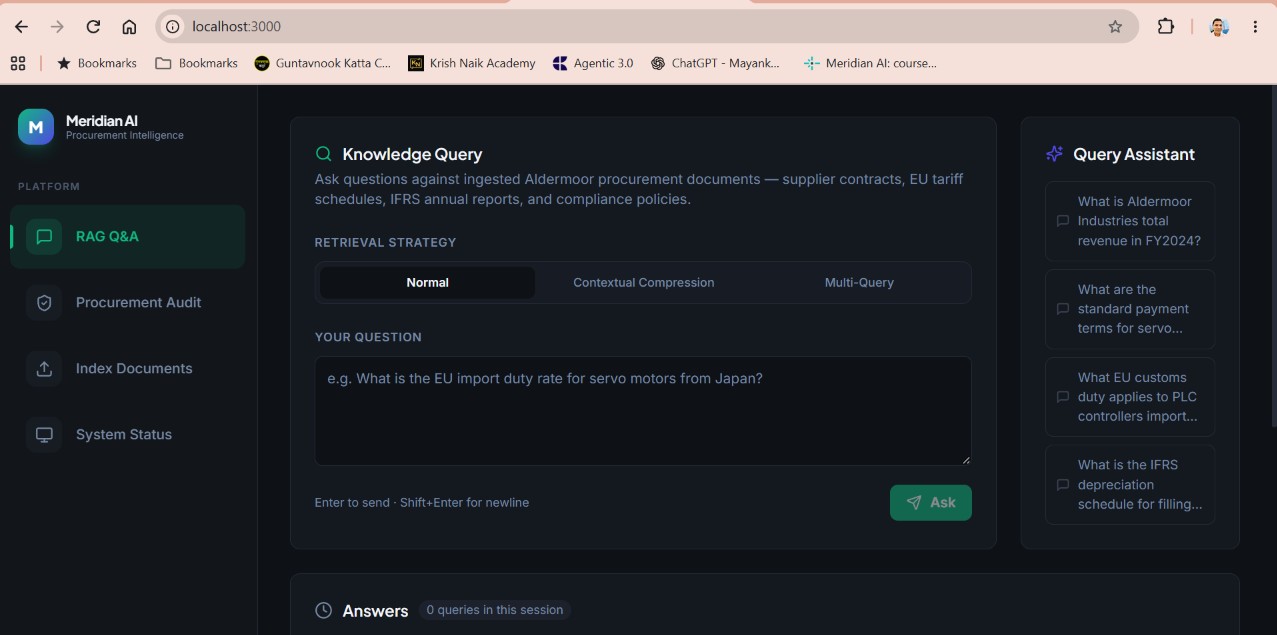 localhost:3000
Bookmarks
Bookmarks
Guntavnook Katta C...
Krish Naik Academy
Agentic 3.0
ChatGPT - Mayank...
Meridian AI: course...
M
Meridian AI
Procurement Intelligence
PLATFORM
RAG Q&A
Procurement Audit
Index Documents
System Status
Knowledge Query
Ask questions against ingested Aldermoor procurement documents — supplier contracts, EU tariff
schedules, IFRS annual reports, and compliance policies.
RETRIEVAL STRATEGY
Normal
Contextual Compression
Multi-Query
YOUR QUESTION
e.g. What is the EU import duty rate for servo motors from Japan?
Enter to send · Shift+Enter for newline
Ask
Query Assistant
What is Aldermoor
Industries total
revenue in FY2024?
What are the
standard payment
terms for servo...
What EU customs
duty applies to PLC
controllers import...
What is the IFRS
depreciation
schedule for filling...
Answers
0 queries in this session